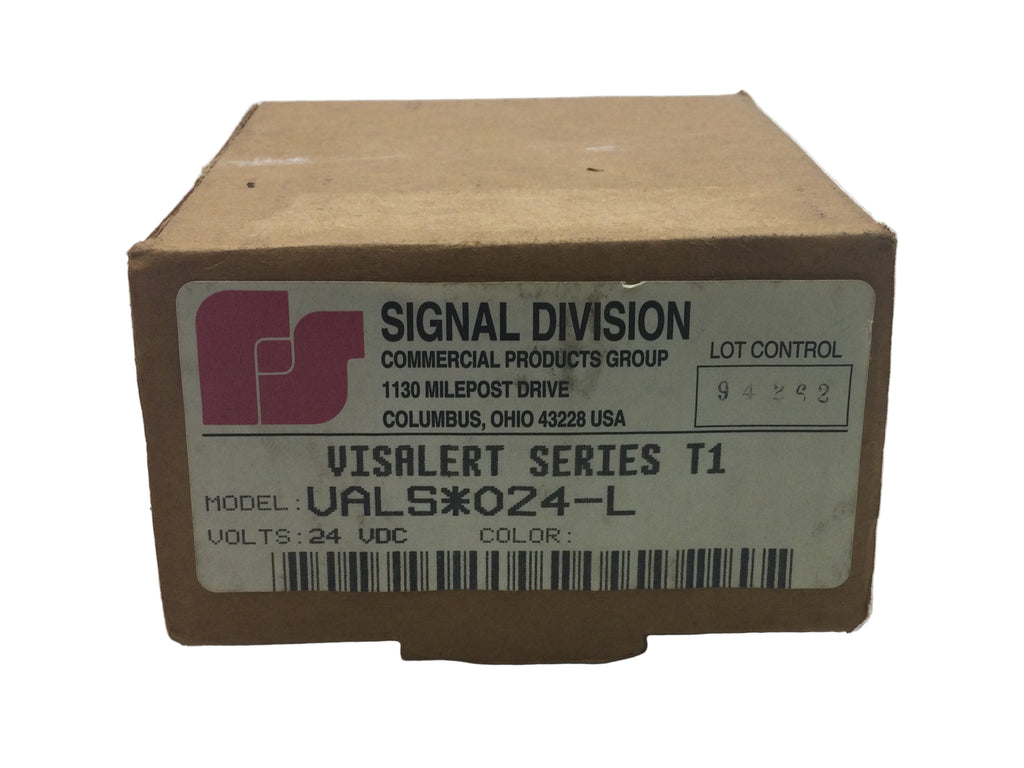 SIGNAL DIVISION
COMMERCIAL PRODUCTS GROUP
1130 MILEPOST DRIVE
COLUMBUS, OHIO 43228 USA
LOT CONTROL
VISALERT SERIES T1
MODEL: VALS*024-L
VOLTS: 24 VDC COLOR: